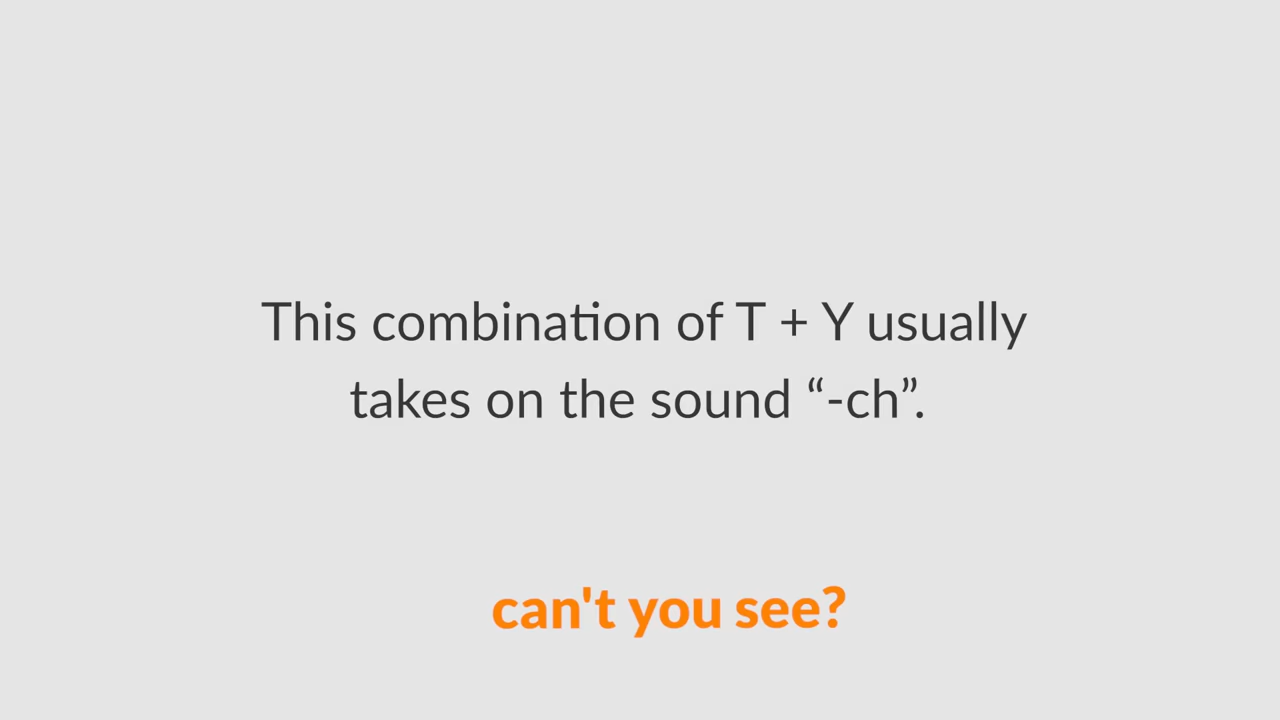 This combination of T + Y usually
takes on the sound “-ch”.
can't you see?